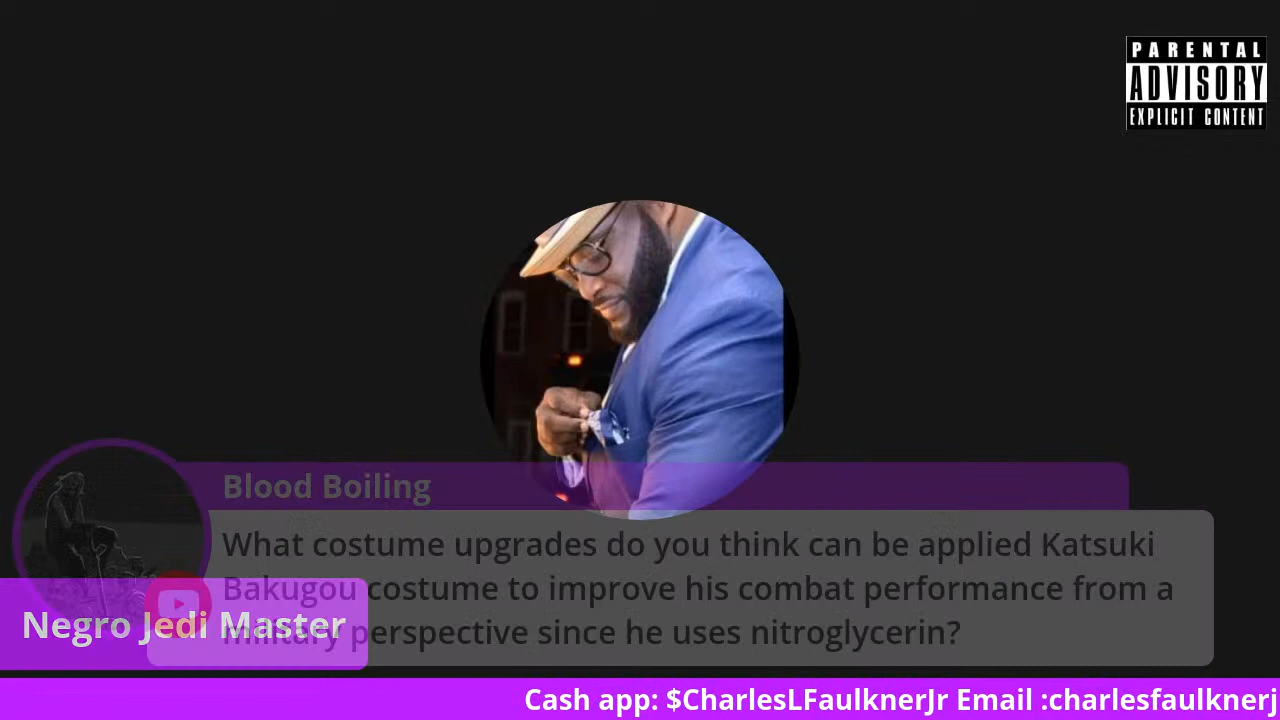 PARENTAL
ADVISORY
EXPLICIT CONTENT
Blood Boiling
What costume upgrades do you think can be applied Katsuki
Bakugou costume to improve his combat performance from a
military perspective since he uses nitroglycerin?
Negro Jedi Master
Cash app: $CharlesLFaulknerJr Email :charlesfaulknerj